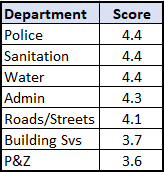 Department Score
Police 4.4
Sanitation 4.4
Water 4.4
Admin 4.3
Roads/Streets 4.1
Building Svs 3.7
P&Z 3.6